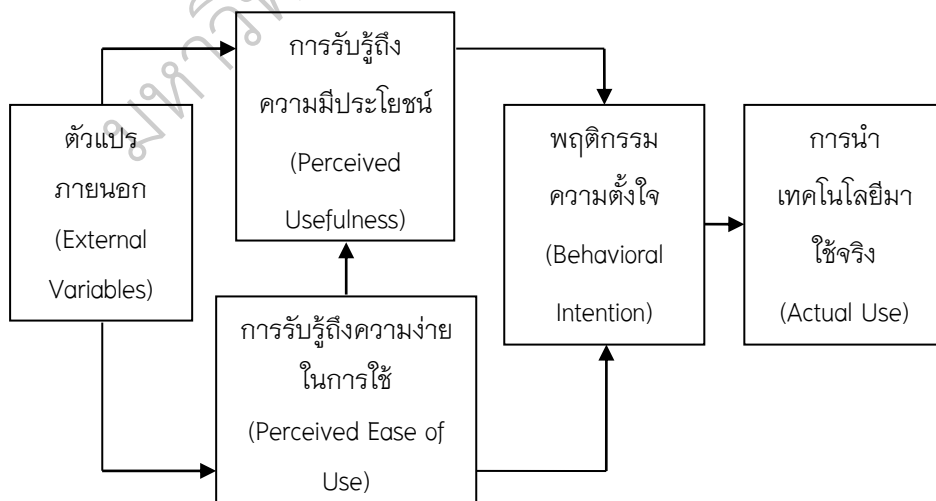 การรับรู้ถึง
ความมีประโยชน์
(Perceived
Usefulness)
ตัวแปร
ภายนอก
(External
Variables)
พฤติกรรม
ความตั้งใจ
(Behavioral
Intention)
การนำ
เทคโนโลยีมา
ใช้จริง
(Actual Use)
การรับรู้ถึงความง่าย
ในการใช้
(Perceived Ease of
Use)